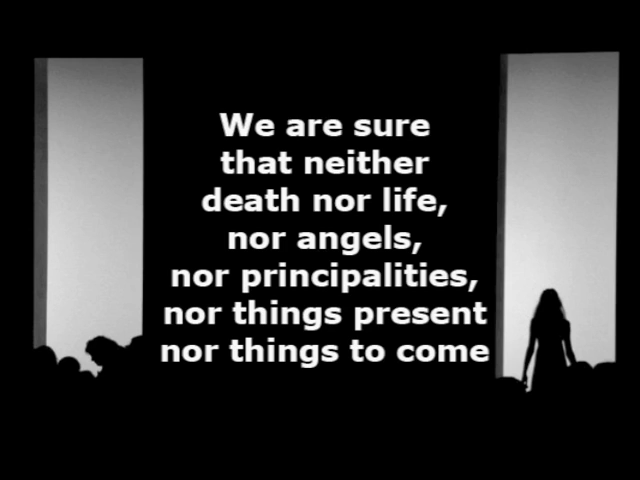 We are sure
that neither
death nor life,
nor angels,
nor principalities,
nor things present
nor things to come